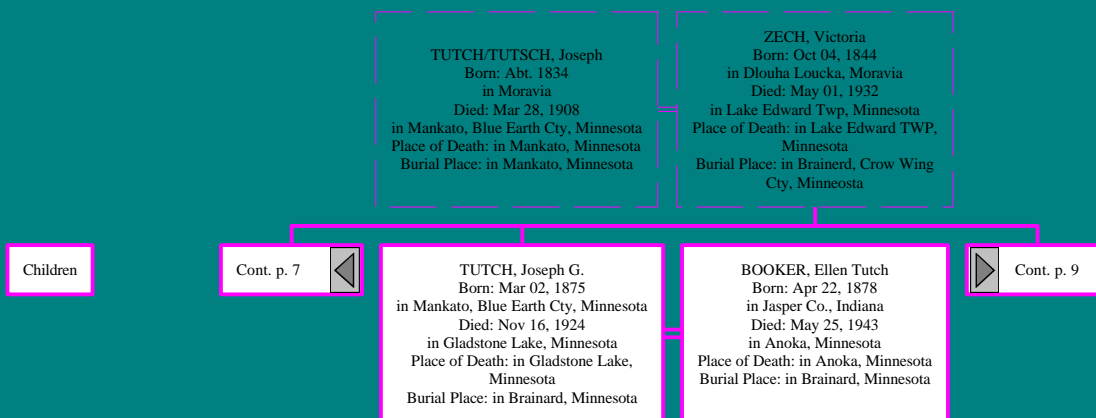 TUTCH/TUTSCH, Joseph
Born: Abt. 1834
in Moravia
Died: Mar 28, 1908
in Mankato, Blue Earth Cty, Minnesota
Place of Death: in Mankato, Minnesota
Burial Place: in Mankato, Minnesota
ZECH, Victoria
Born: Oct 04, 1844
in Dlouha Loucka, Moravia
Died: May 01, 1932
in Lake Edward Twp, Minnesota
Place of Death: in Lake Edward TWP,
Minnesota
Burial Place: in Brainerd, Crow Wing
Cty, Minneosta
Children
Cont. p. 7
TUTCH, Joseph G.
Born: Mar 02, 1875
in Mankato, Blue Earth Cty, Minnesota
Died: Nov 16, 1924
in Gladstone Lake, Minnesota
Place of Death: in Gladstone Lake,
Minnesota
Burial Place: in Brainard, Minnesota
BOOKER, Ellen Tutch
Born: Apr 22, 1878
in Jasper Co., Indiana
Died: May 25, 1943
in Anoka, Minnesota
Place of Death: in Anoka, Minnesota
Burial Place: in Brainard, Minnesota
Cont. p. 9